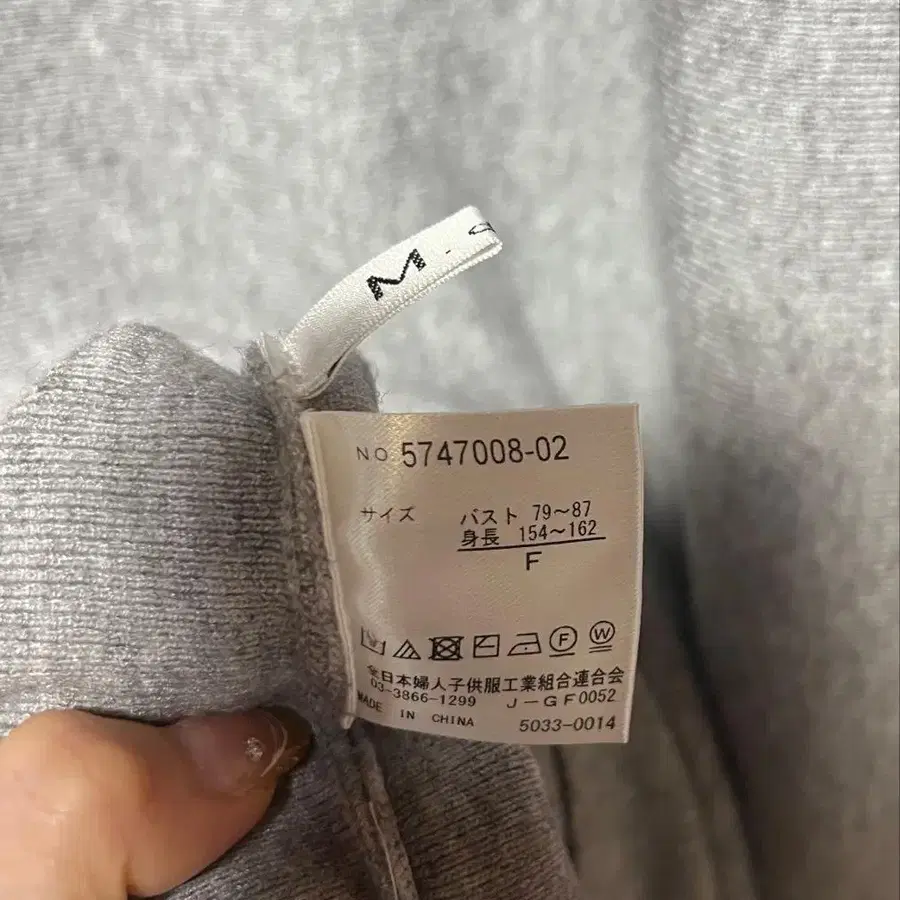 M.
NO 5747008-02
サイズ バスト 79～87
身長 154～162
F
F W
全日本婦人子供服工業組合連合会
03-3866-1299 J-GF0052
MADE IN CHINA 5033-0014